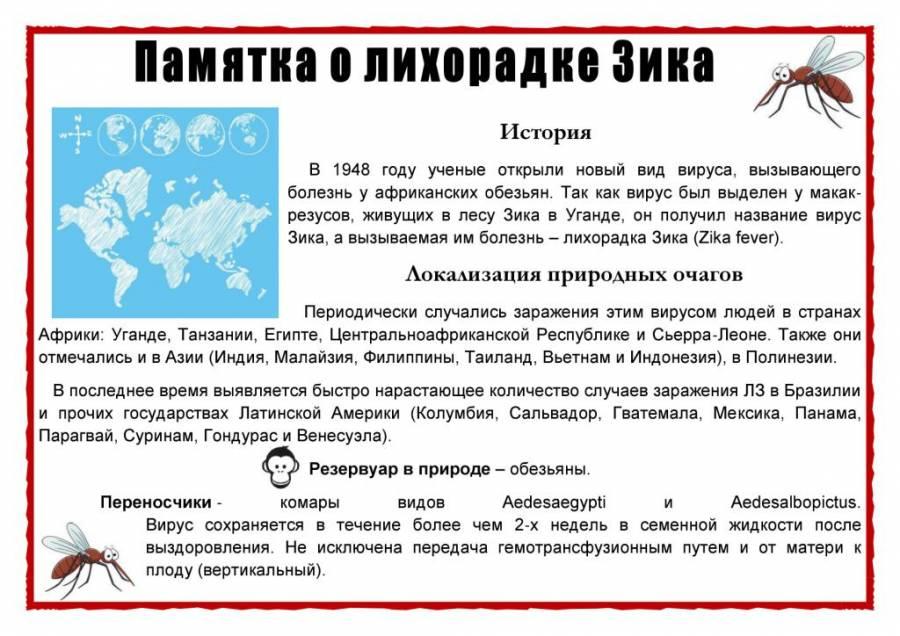 Памятка о лихорадке Зика
N
W E
S
История
В 1948 году ученые открыли новый вид вируса, вызывающего
болезнь у африканских обезьян. Так как вирус был выделен у макак-
резусов, живущих в лесу Зика в Уганде, он получил название вирус
Зика, а вызываемая им болезнь – лихорадка Зика (Zika fever).
Локализация природных очагов
Периодически случались заражения этим вирусом людей в странах
Африки: Уганде, Танзании, Египте, Центральноафриканской Республике и Сьерра-Леоне. Также они
отмечались и в Азии (Индия, Малайзия, Филиппины, Таиланд, Вьетнам и Индонезия), в Полинезии.
В последнее время выявляется быстро нарастающее количество случаев заражения ЛЗ в Бразилии
и прочих государствах Латинской Америки (Колумбия, Сальвадор, Гватемала, Мексика, Панама,
Парагвай, Суринам, Гондурас и Венесуэла).
Резервуар в природе – обезьяны.
Переносчики - комары видов Aedesaegypti и Aedesalbopictus.
Вирус сохраняется в течение более чем 2-х недель в семенной жидкости после
выздоровления. Не исключена передача гемотрансфузионным путем и от матери к
плоду (вертикальный).